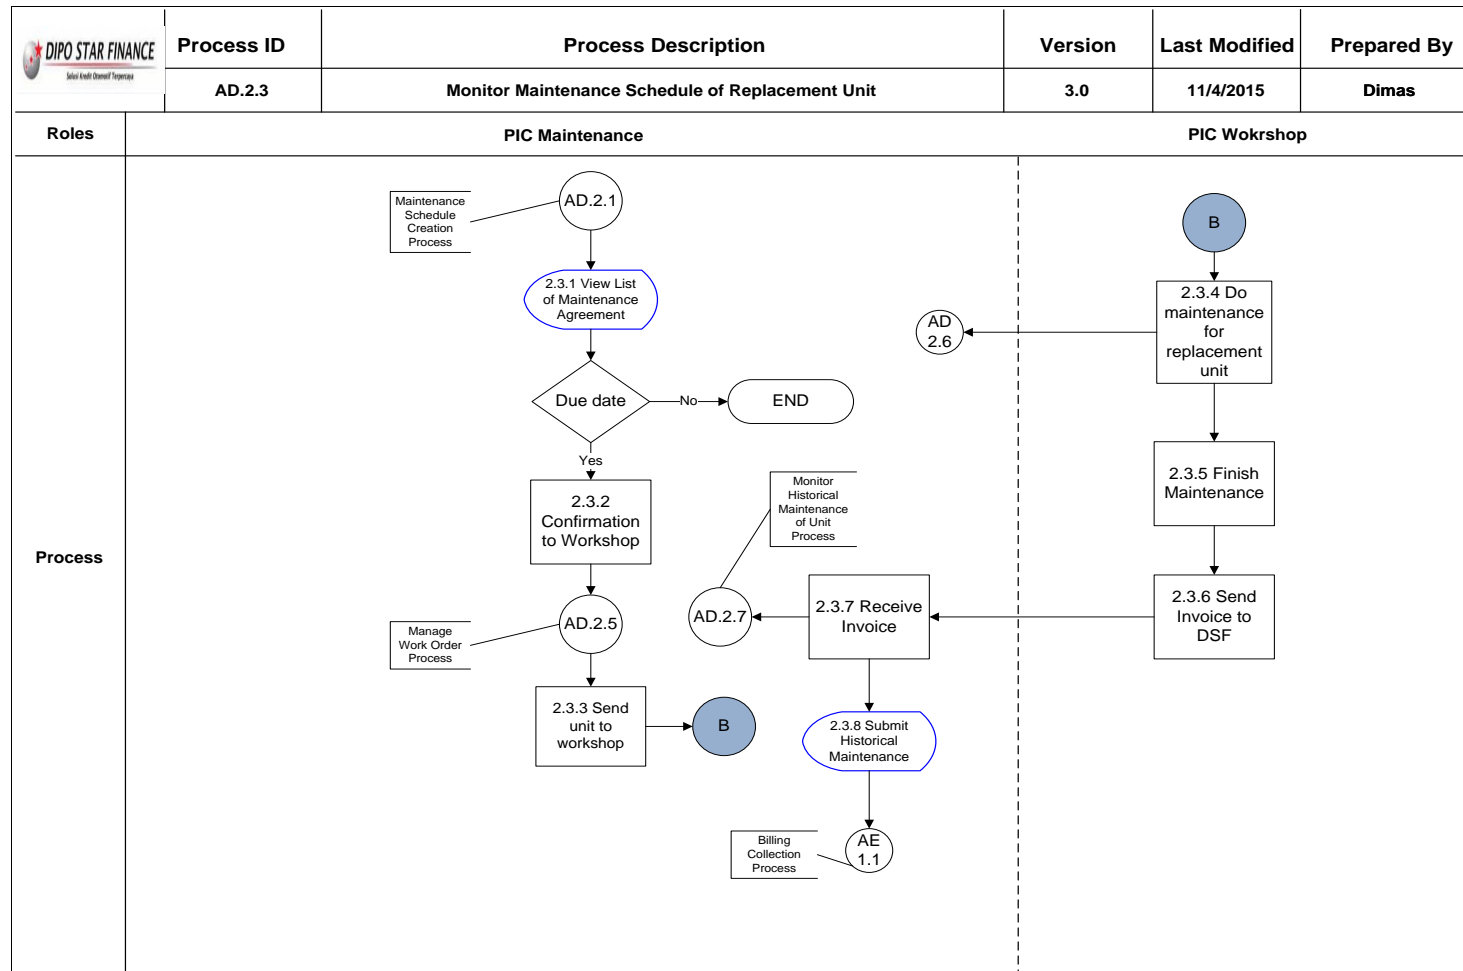 DIPO STAR FINANCE
Solusi Kredit Otomotif Terpercaya
Process ID
Process Description
Version
Last Modified
Prepared By
AD.2.3
Monitor Maintenance Schedule of Replacement Unit
3.0
11/4/2015
Dimas
Roles
PIC Maintenance
PIC Wokrshop
Process
Maintenance
Schedule
Creation
Process
AD.2.1
2.3.1 View List
of Maintenance
Agreement
Due date
No
END
Yes
2.3.2
Confirmation
to Workshop
Manage
Work Order
Process
AD.2.5
2.3.3 Send
unit to
workshop
B
B
2.3.4 Do
maintenance
for
replacement
unit
AD
2.6
2.3.5 Finish
Maintenance
2.3.6 Send
Invoice to
DSF
2.3.7 Receive
Invoice
Monitor
Historical
Maintenance
of Unit
Process
AD.2.7
2.3.8 Submit
Historical
Maintenance
Billing
Collection
Process
AE
1.1